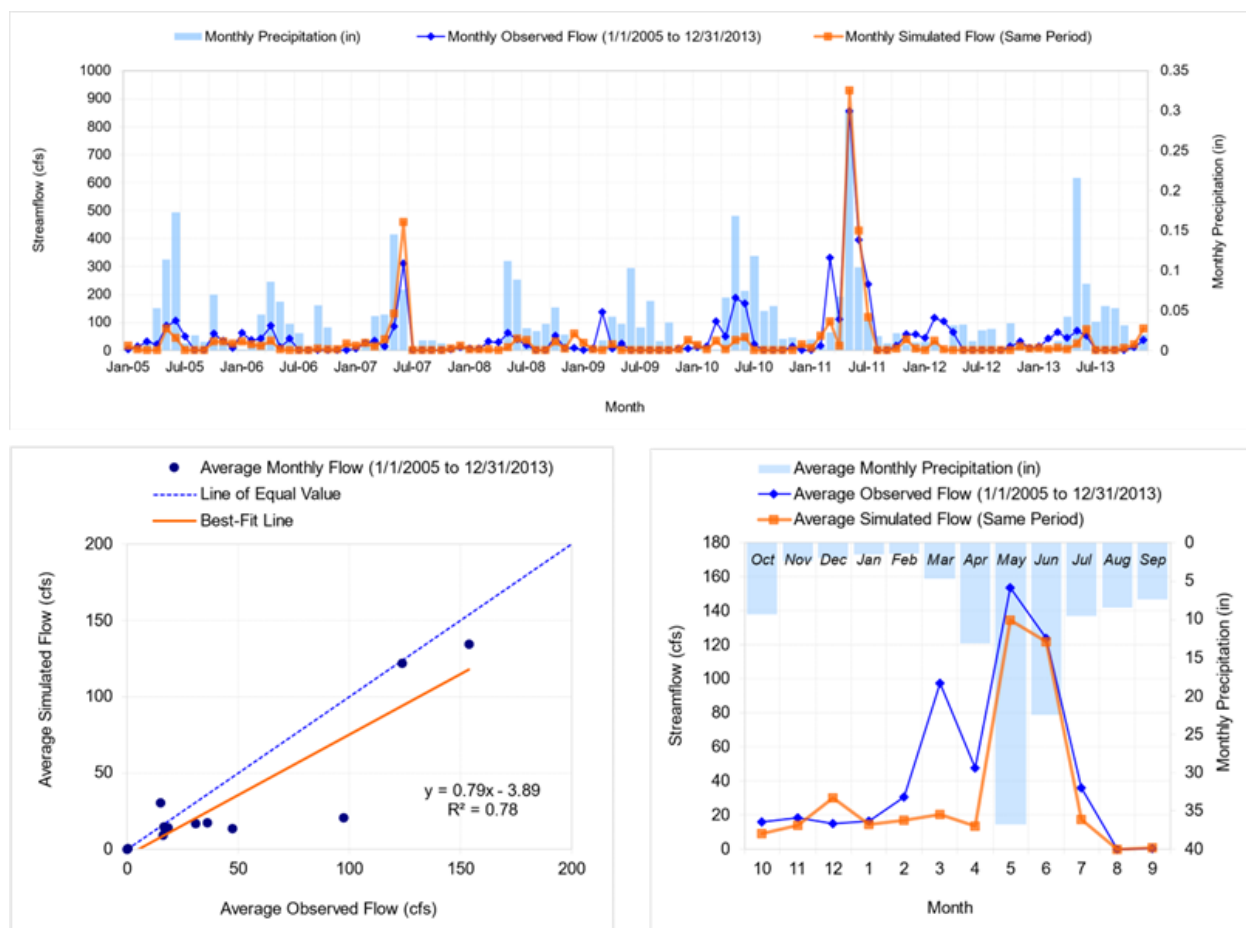 Monthly Precipitation (in) Monthly Observed Flow (1/1/2005 to 12/31/2013) Monthly Simulated Flow (Same Period)
1000 0.35
900 0.3
800
700 0.25
600 0.2
500
400 0.15
300 0.1
200
100 0.05
0 0
Streamflow (cfs)
Monthly Precipitation (in)
Jan-05 Jul-05 Jan-06 Jul-06 Jan-07 Jul-07 Jan-08 Jul-08 Jan-09 Jul-09 Jan-10 Jul-10 Jan-11 Jul-11 Jan-12 Jul-12 Jan-13 Jul-13
Month
Average Monthly Flow (1/1/2005 to 12/31/2013)
Line of Equal Value
Best-Fit Line
200
150
100
50
0
Average Simulated Flow (cfs)
y = 0.79x - 3.89
R² = 0.78
0 50 100 150 200
Average Observed Flow (cfs)
Average Monthly Precipitation (in)
Average Observed Flow (1/1/2005 to 12/31/2013)
Average Simulated Flow (Same Period)
180 0
Oct Nov Dec Jan Feb Mar Apr May Jun Jul Aug Sep
160 5
140 10
120 15
100 20
80
60 25
40 30
20 35
0 40
Streamflow (cfs)
Monthly Precipitation (in)
10 11 12 1 2 3 4 5 6 7 8 9
Month